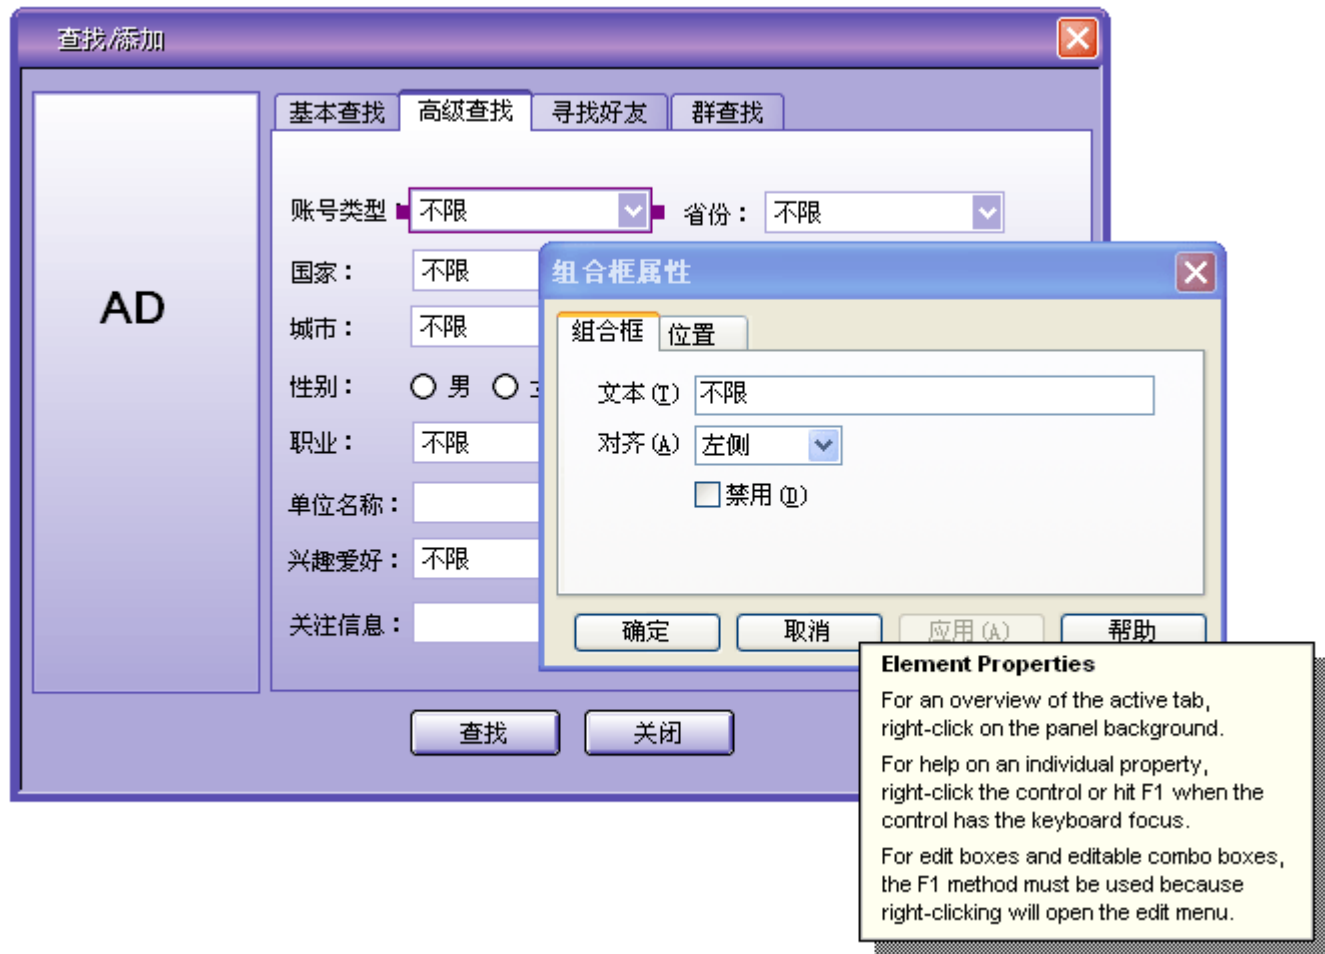 查找/添加
基本查找 高级查找 寻找好友 群查找
AD
账号类型： 不限 省份： 不限
国家： 不限
城市： 不限
性别： 男
职业： 不限
单位名称：
兴趣爱好： 不限
关注信息：
查找 关闭
组合框属性
组合框 位置
文本(T) 不限
对齐(A) 左侧
禁用(D)
确定 取消 应用(A) 帮助
Element Properties
For an overview of the active tab,
right-click on the panel background.
For help on an individual property,
right-click the control or hit F1 when the
control has the keyboard focus.
For edit boxes and editable combo boxes,
the F1 method must be used because
right-clicking will open the edit menu.